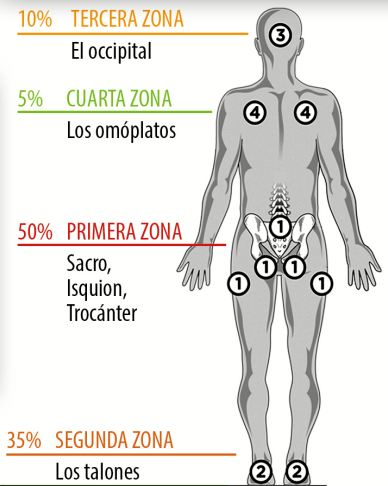 10% TERCERA ZONA
El occipital
3
5% CUARTA ZONA
Los omóplatos
4 4
50% PRIMERA ZONA
Sacro,
Isquion,
Trocánter
1
1 1
1 1
35% SEGUNDA ZONA
Los talones
2 2